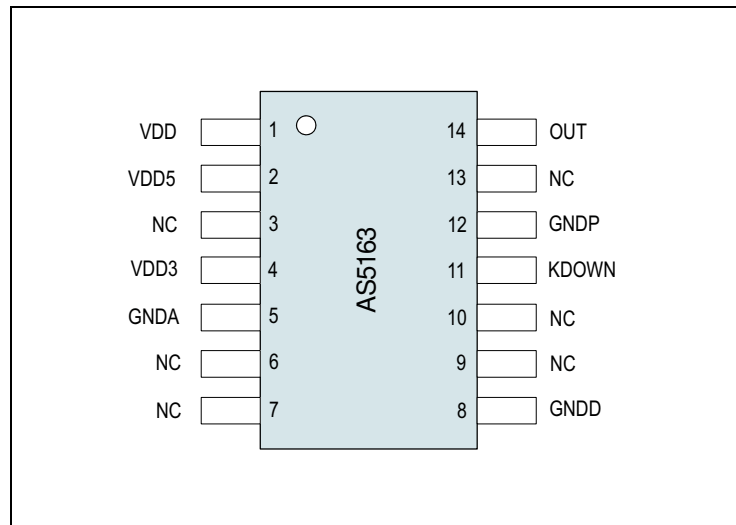 VDD 1 14 OUT
VDD5 2 13 NC
NC 3 12 GNDP
VDD3 4 11 KDOWN
GNDA 5 10 NC
NC 6 9 NC
NC 7 8 GNDD
AS5163